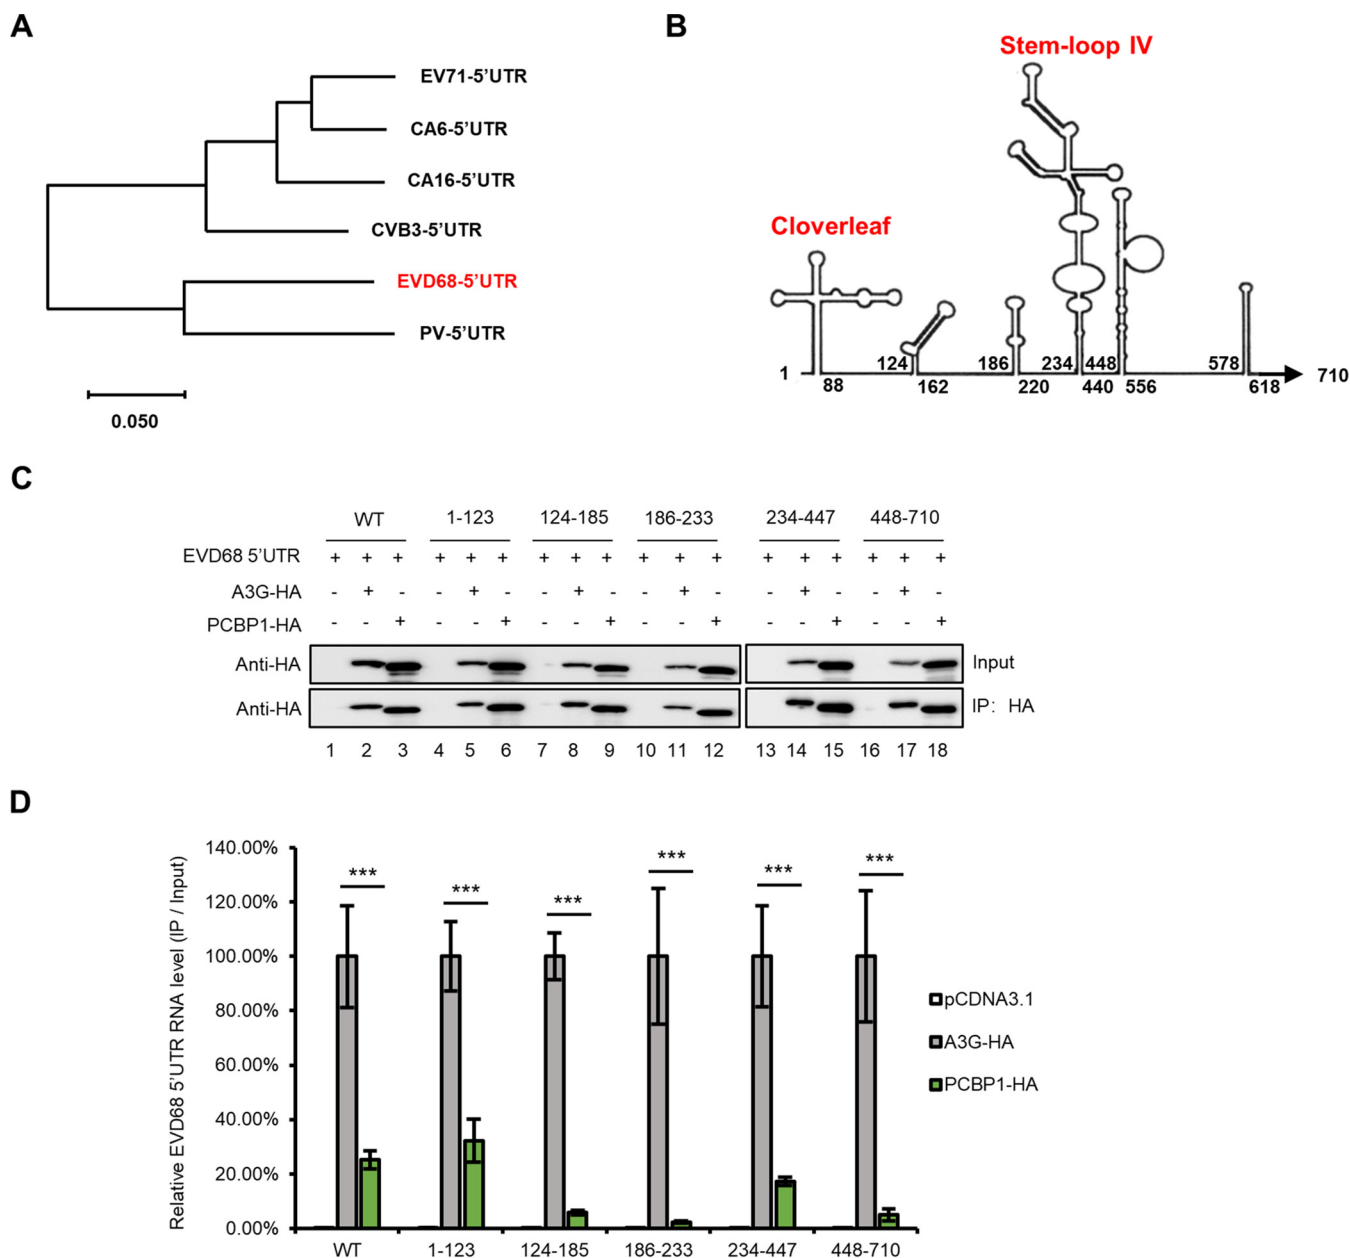 A
EV71-5'UTR
CA6-5'UTR
CA16-5'UTR
CVB3-5'UTR
EVD68-5'UTR
PV-5'UTR
0.050
B
Stem-loop IV
Cloverleaf
1 88 124 162 186 220 234 440 448 556 578 618 710
C
WT 1-123 124-185 186-233 234-447 448-710
EVD68 5'UTR + + + + + + + + + + + + + + + + + +
A3G-HA - + - - + - - + - - + - - + - - + -
PCBP1-HA - - + - - + - - + - - + - - + - - +
Anti-HA Input
Anti-HA IP: HA
1 2 3 4 5 6 7 8 9 10 11 12 13 14 15 16 17 18
D
Relative EVD68 5'UTR RNA level (IP / Input)
140.00%
120.00%
100.00%
80.00%
60.00%
40.00%
20.00%
0.00%
*** *** *** *** *** ***
WT 1-123 124-185 186-233 234-447 448-710
pCDNA3.1
A3G-HA
PCBP1-HA